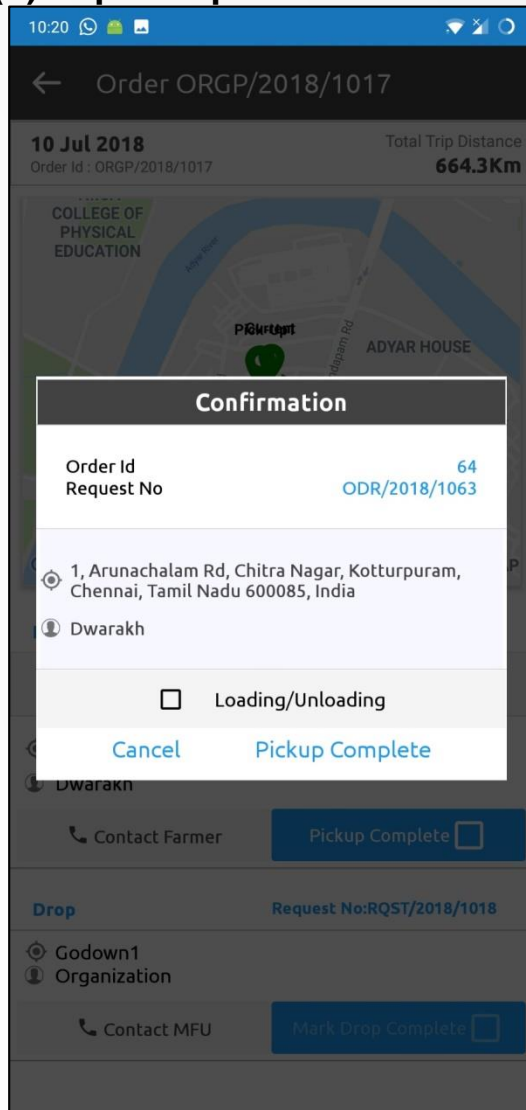 10:20
Order ORGP/2018/1017
10 Jul 2018
Total Trip Distance
Order Id : ORGP/2018/1017
664.3Km
COLLEGE OF
PHYSICAL
EDUCATION
Adyar River
ADYAR HOUSE
Confirmation
Order Id
64
Request No
ODR/2018/1063
1, Arunachalam Rd, Chitra Nagar, Kotturpuram,
Chennai, Tamil Nadu 600085, India
Dwarakh
Loading/Unloading
Cancel
Pickup Complete
Dwarakh
Contact Farmer
Pickup Complete
Drop
Request No:RQST/2018/1018
Godown1
Organization
Contact MFU
Mark Drop Complete